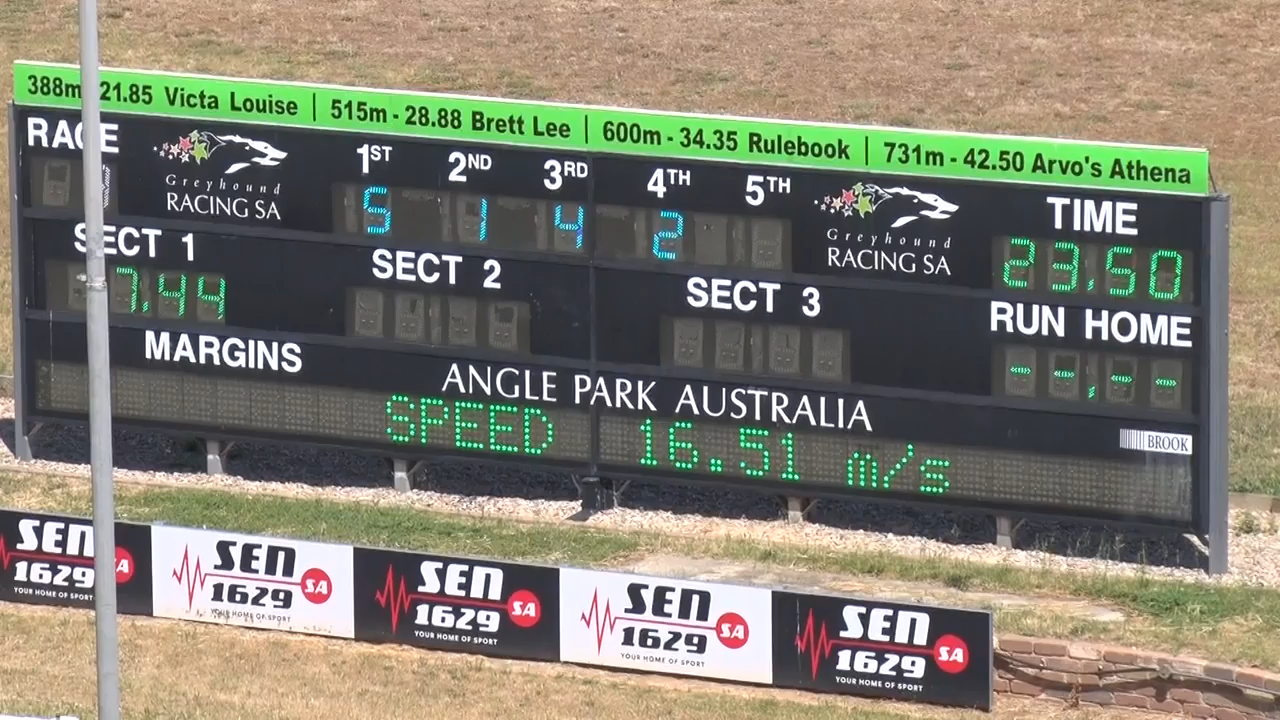 388m 21.85 Victa Louise | 515m - 28.88 Brett Lee | 600m - 34.35 Rulebook | 731m - 42.50 Arvo's Athena
RACE
Greyhound
RACING SA
1ST 2ND 3RD 4TH 5TH
5 1 4 2
Greyhound
RACING SA
TIME
23.50
SECT 1
7.44
SECT 2
SECT 3
RUN HOME
--.--
MARGINS
ANGLE PARK AUSTRALIA
SPEED 16.51 m/s
BROOK
SEN
1629 SA
YOUR HOME OF SPORT
SEN
1629 SA
YOUR HOME OF SPORT
SEN
1629 SA
YOUR HOME OF SPORT
SEN
1629 SA
YOUR HOME OF SPORT
SEN
1629 SA
YOUR HOME OF SPORT